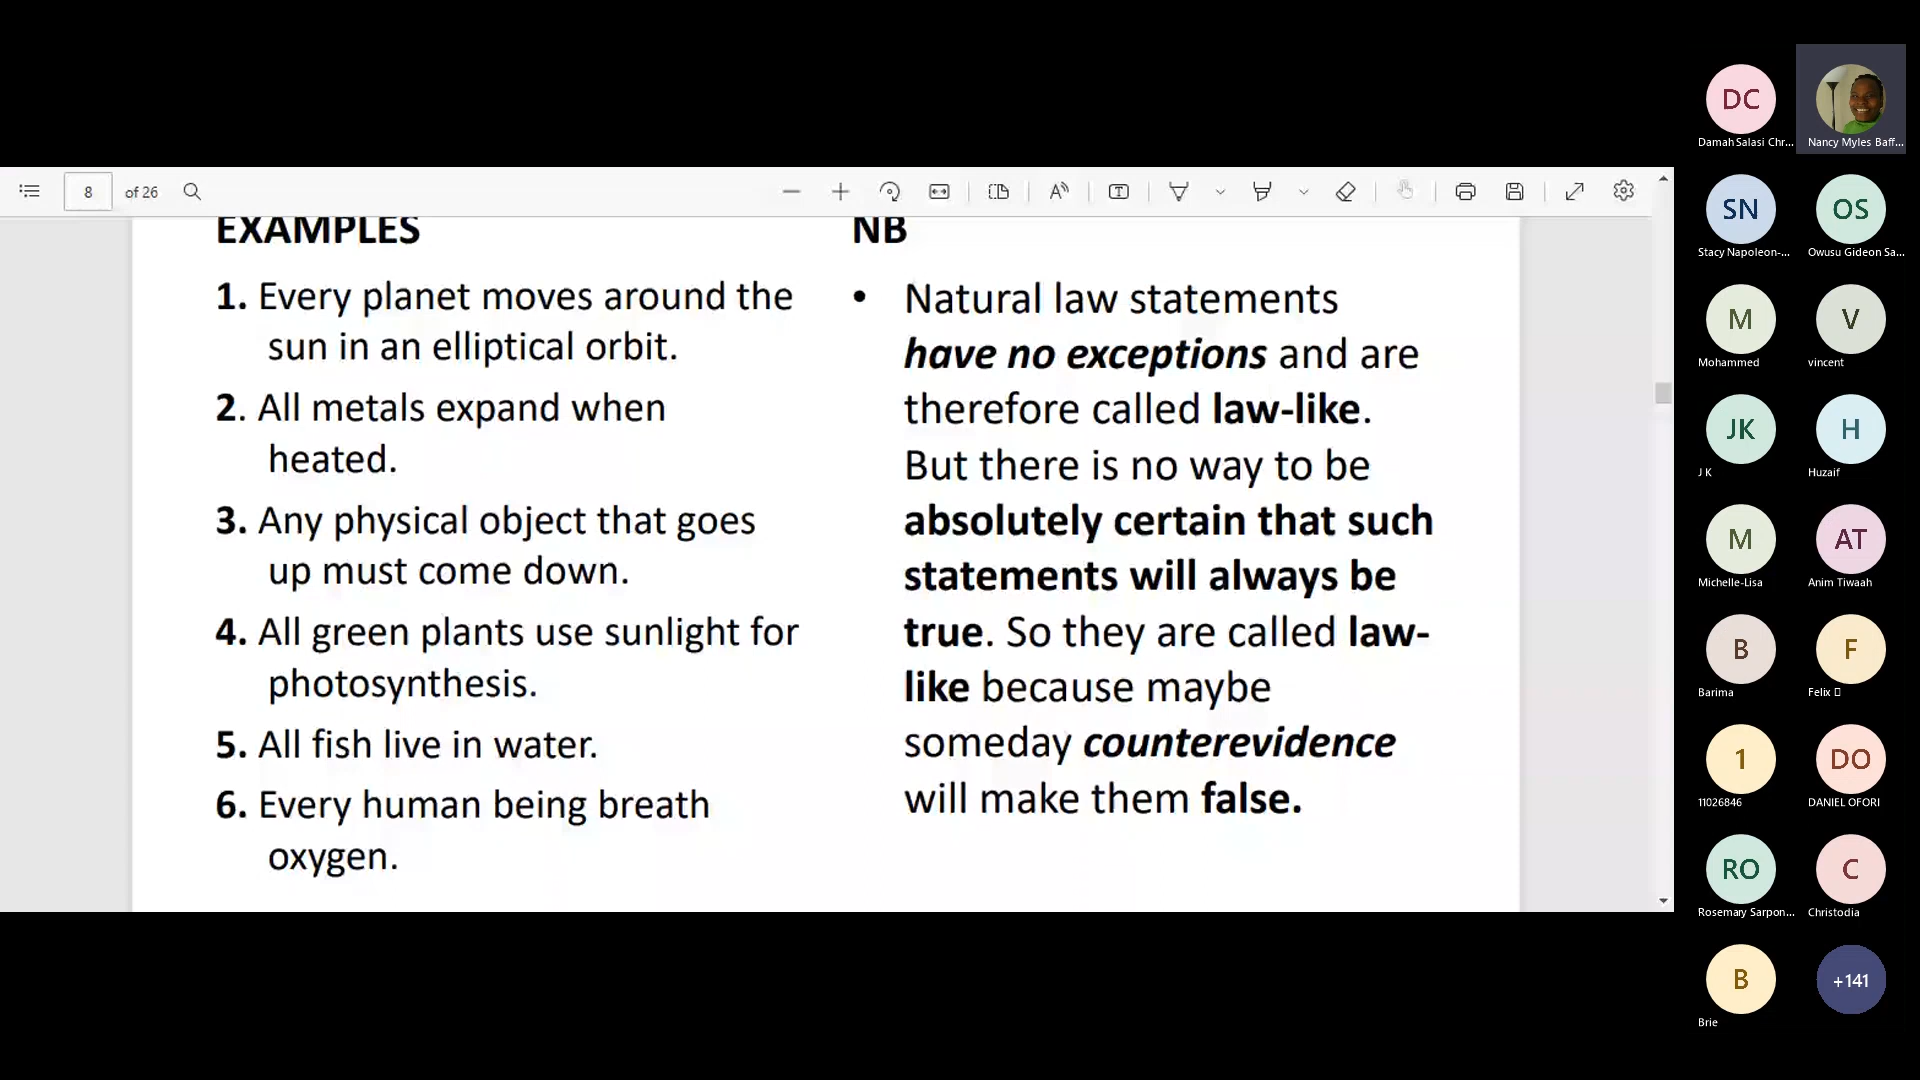 8 of 26
EXAMPLES
1. Every planet moves around the
sun in an elliptical orbit.
2. All metals expand when
heated.
3. Any physical object that goes
up must come down.
4. All green plants use sunlight for
photosynthesis.
5. All fish live in water.
6. Every human being breath
oxygen.
NB
• Natural law statements
have no exceptions and are
therefore called law-like.
But there is no way to be
absolutely certain that such
statements will always be
true. So they are called law-
like because maybe
someday counterevidence
will make them false.
DC
Damah Salasi Chr...
Nancy Myles Baff...
SN
Stacy Napoleon-...
OS
Owusu Gideon Sa...
M
Mohammed
V
vincent
JK
J K
H
Huzaif
M
Michelle-Lisa
AT
Anim Tiwaah
B
Barima
F
Felix
1
11026846
DO
DANIEL OFORI
RO
Rosemary Sarpon...
C
Christodia
B
Brie
+141